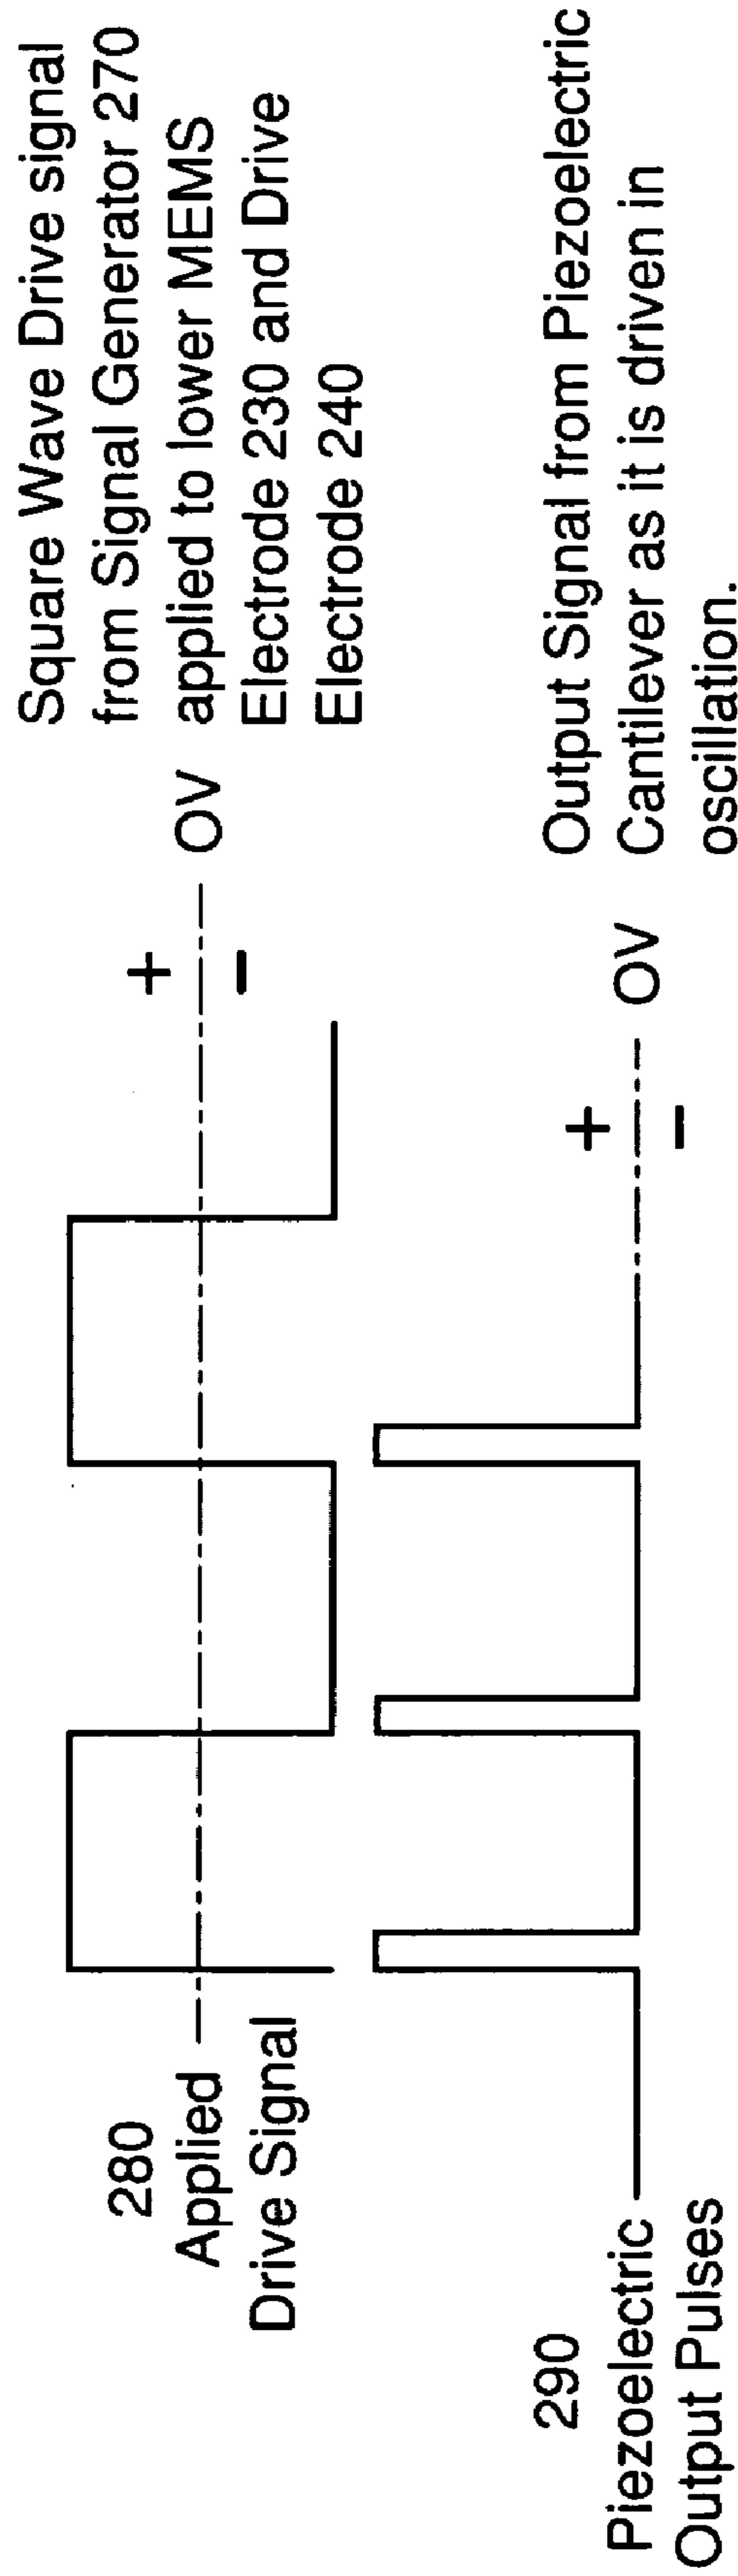 280
Applied
Drive Signal
+
−
OV
Square Wave Drive signal
from Signal Generator 270
applied to lower MEMS
Electrode 230 and Drive
Electrode 240
290
Piezoelectric
Output Pulses
+
−
OV
Output Signal from Piezoelectric
Cantilever as it is driven in
oscillation.